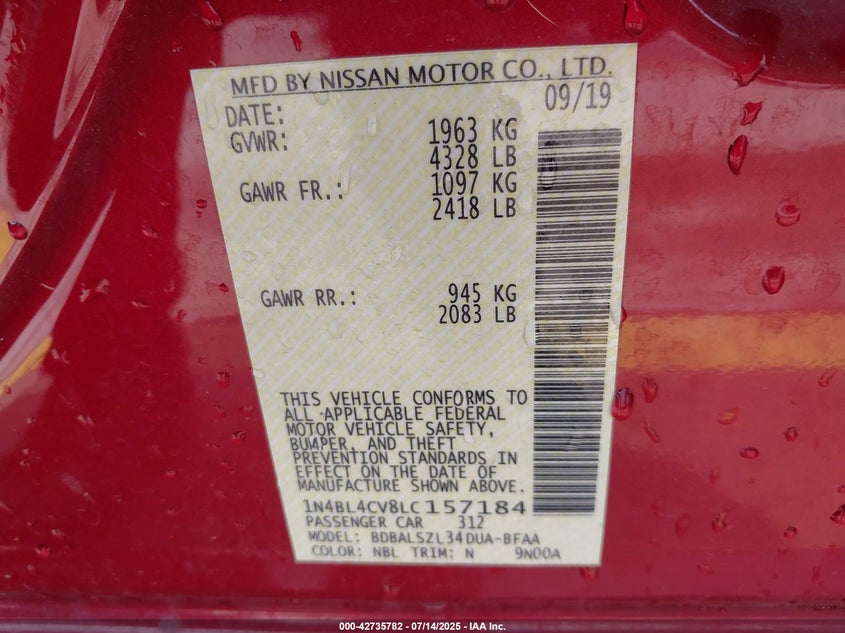 MFD BY NISSAN MOTOR CO., LTD.
DATE: 09/19
GVWR: 1963 KG
4328 LB
GAWR FR.: 1097 KG
2418 LB
GAWR RR.: 945 KG
2083 LB
THIS VEHICLE CONFORMS TO
ALL APPLICABLE FEDERAL
MOTOR VEHICLE SAFETY,
BUMPER, AND THEFT
PREVENTION STANDARDS IN
EFFECT ON THE DATE OF
MANUFACTURE SHOWN ABOVE.
1N4BL4CV8LC157184
PASSENGER CAR 312
MODEL: BDBALSZL34DUA-BFAA
COLOR: NBL TRIM: N 9N00A
000-42735782 - 07/14/2025 - IAA Inc.